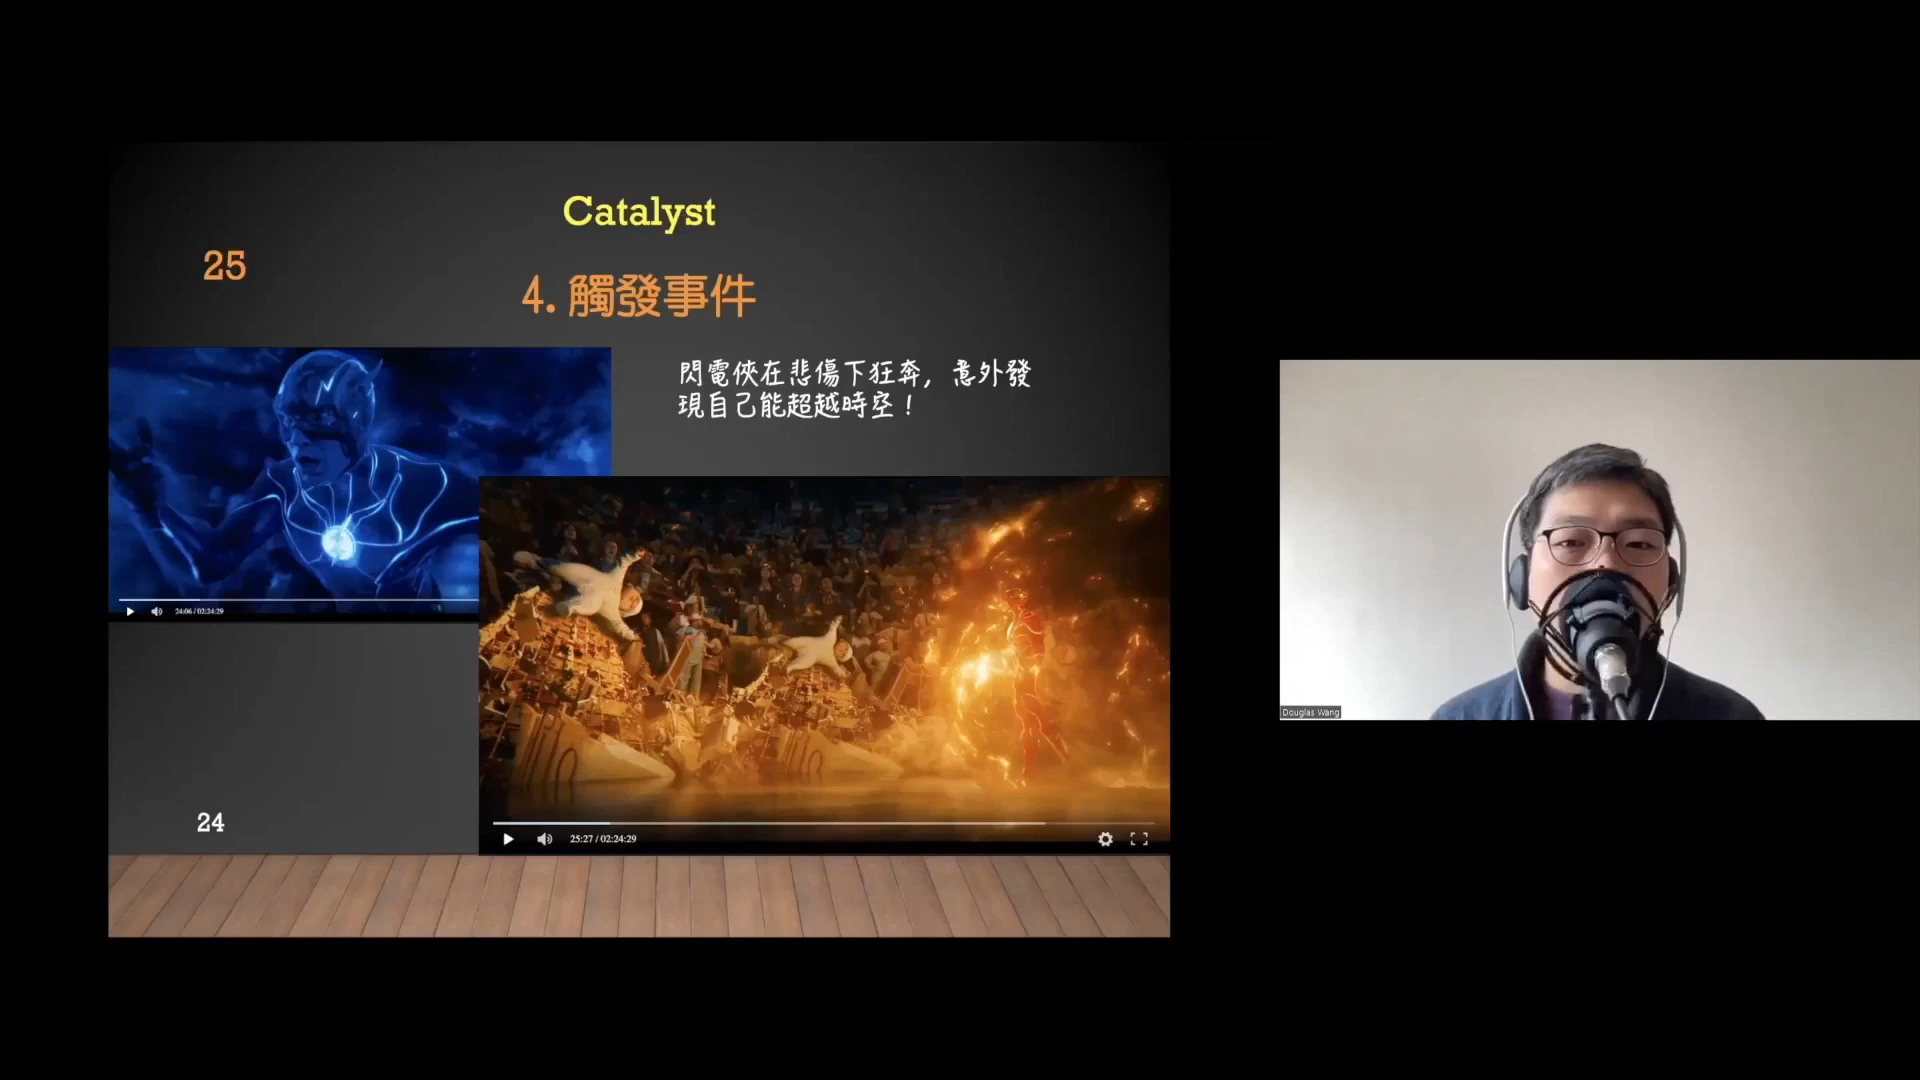 Catalyst
25
4. 觸發事件
閃電俠在悲傷下狂奔，意外發
現自己能超越時空！
24:06 / 02:24:29
25:27 / 02:24:29
24
Douglas Wang